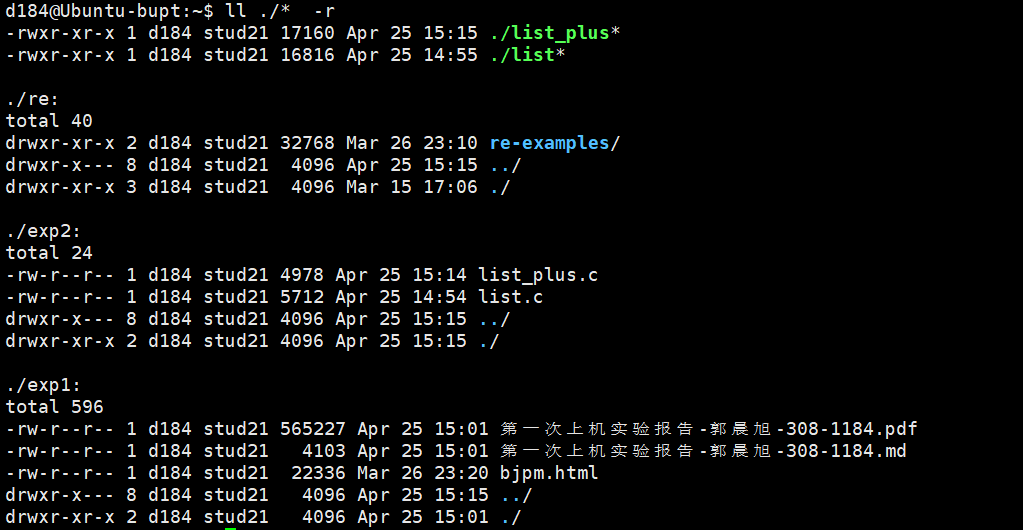 d184@Ubuntu-bupt:~$ ll ./*  -r
-rwxr-xr-x 1 d184 stud21 17160 Apr 25 15:15 ./list_plus*
-rwxr-xr-x 1 d184 stud21 16816 Apr 25 14:55 ./list*
./re:
total 40
drwxr-xr-x 2 d184 stud21 32768 Mar 26 23:10 re-examples/
drwxr-x--- 8 d184 stud21  4096 Apr 25 15:15 ../
drwxr-xr-x 3 d184 stud21  4096 Mar 15 17:06 ./
./exp2:
total 24
-rw-r--r-- 1 d184 stud21 4978 Apr 25 15:14 list_plus.c
-rw-r--r-- 1 d184 stud21 5712 Apr 25 14:54 list.c
drwxr-x--- 8 d184 stud21 4096 Apr 25 15:15 ../
drwxr-xr-x 2 d184 stud21 4096 Apr 25 15:15 ./
./exp1:
total 596
-rw-r--r-- 1 d184 stud21 565227 Apr 25 15:01 第一次上机实验报告-郭晨旭-308-1184.pdf
-rw-r--r-- 1 d184 stud21   4103 Apr 25 15:01 第一次上机实验报告-郭晨旭-308-1184.md
-rw-r--r-- 1 d184 stud21  22336 Mar 26 23:20 bjpm.html
drwxr-x--- 8 d184 stud21   4096 Apr 25 15:15 ../
drwxr-xr-x 2 d184 stud21   4096 Apr 25 15:01 ./